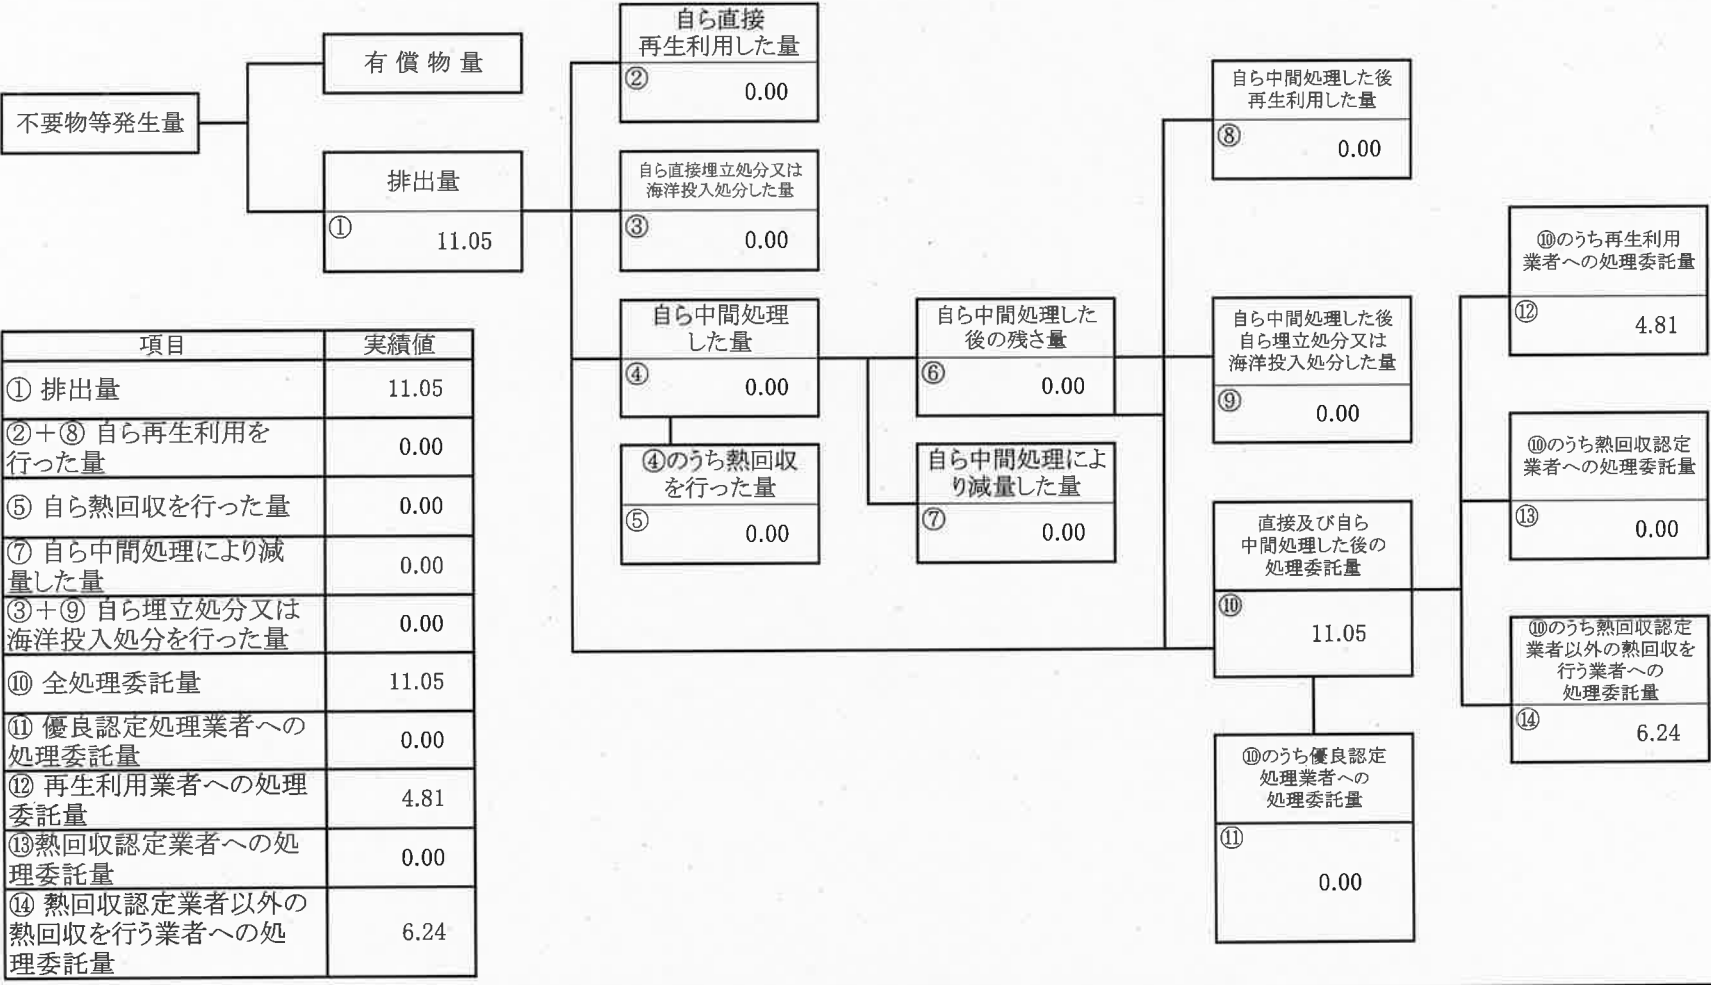 不要物等発生量
有償物量
排出量
①
11.05
自ら直接
再生利用した量
②
0.00
自ら直接埋立処分又は
海洋投入処分した量
③
0.00
自ら中間処理
した量
④
0.00
④のうち熱回収
を行った量
⑤
0.00
自ら中間処理した
後の残さ量
⑥
0.00
自ら中間処理によ
り減量した量
⑦
0.00
自ら中間処理した後
再生利用した量
⑧
0.00
自ら中間処理した後
自ら埋立処分又は
海洋投入処分した量
⑨
0.00
直接及び自ら
中間処理した後の
処理委託量
⑩
11.05
⑩のうち優良認定
処理業者への
処理委託量
⑪
0.00
⑩のうち再生利用
業者への処理委託量
⑫
4.81
⑩のうち熱回収認定
業者への処理委託量
⑬
0.00
⑩のうち熱回収認定
業者以外の熱回収を
行う業者への
処理委託量
⑭
6.24
項目 実績値
① 排出量 11.05
②+⑧ 自ら再生利用を
行った量 0.00
⑤ 自ら熱回収を行った量 0.00
⑦ 自ら中間処理により減
量した量 0.00
③+⑨ 自ら埋立処分又は
海洋投入処分を行った量 0.00
⑩ 全処理委託量 11.05
⑪ 優良認定処理業者への
処理委託量 0.00
⑫ 再生利用業者への処理
委託量 4.81
⑬熱回収認定業者への処
理委託量 0.00
⑭ 熱回収認定業者以外の
熱回収を行う業者への処
理委託量 6.24